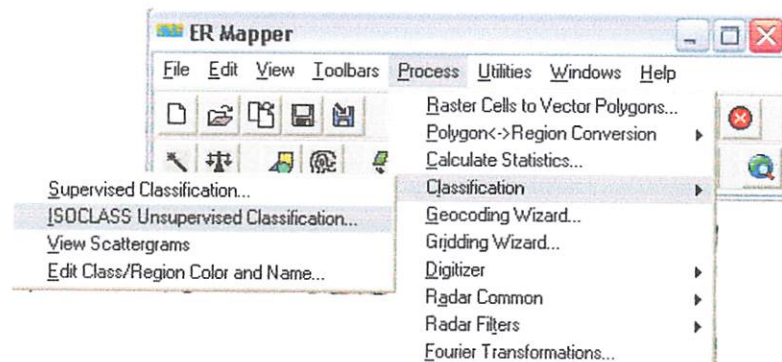 ER Mapper
File Edit View Toolbars Process Utilities Windows Help
Raster Cells to Vector Polygons...
Polygon<->Region Conversion
Calculate Statistics...
Classification
Supervised Classification...
ISOCLASS Unsupervised Classification...
View Scattergrams
Edit Class/Region Color and Name...
Geocoding Wizard...
Gridding Wizard...
Digitizer
Radar Common
Radar Filters
Fourier Transformations...